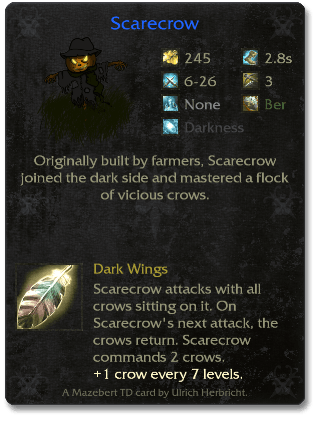 Scarecrow
245 2.8s
6-26 3
None Ber
Darkness
Originally built by farmers, Scarecrow
joined the dark side and mastered a flock
of vicious crows.
Dark Wings
Scarecrow attacks with all
crows sitting on it. On
Scarecrow's next attack, the
crows return. Scarecrow
commands 2 crows.
+1 crow every 7 levels.
A Mazebert TD card by Ulrich Herbricht.